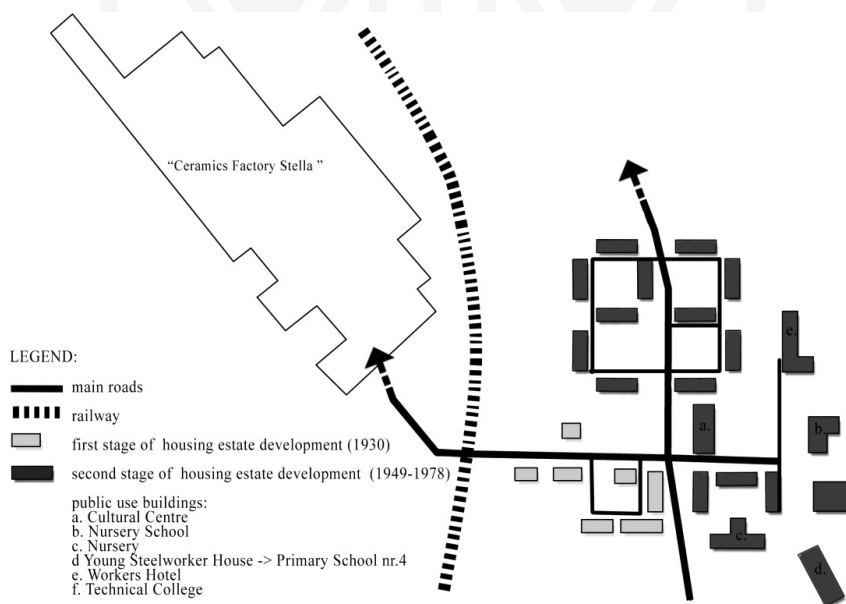 “Ceramics Factory Stella ”
e.
a.
b.
c.
d.
LEGEND:
main roads
railway
first stage of housing estate development (1930)
second stage of housing estate development (1949-1978)
public use buildings:
a. Cultural Centre
b. Nursery School
c. Nursery
d Young Steelworker House -> Primary School nr.4
e. Workers Hotel
f. Technical College